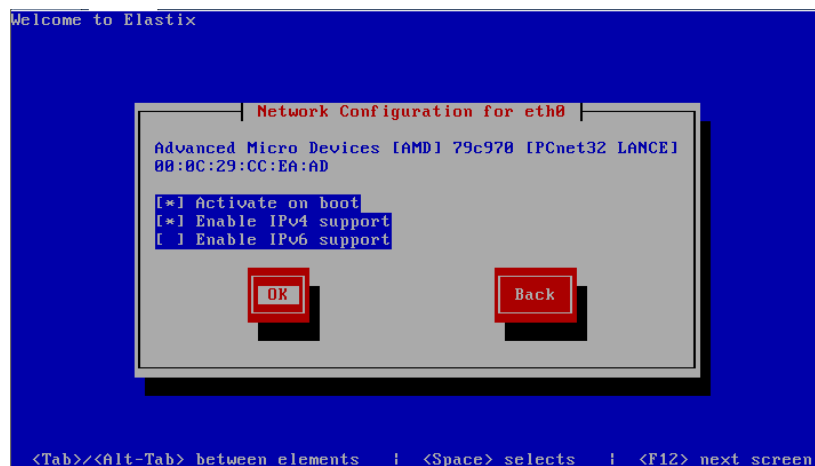 Welcome to Elastix
Network Configuration for eth0
Advanced Micro Devices [AMD] 79c970 [PCnet32 LANCE]
00:0C:29:CC:EA:AD
[*] Activate on boot
[*] Enable IPv4 support
[ ] Enable IPv6 support
OK Back
<Tab>/<Alt-Tab> between elements | <Space> selects | <F12> next screen